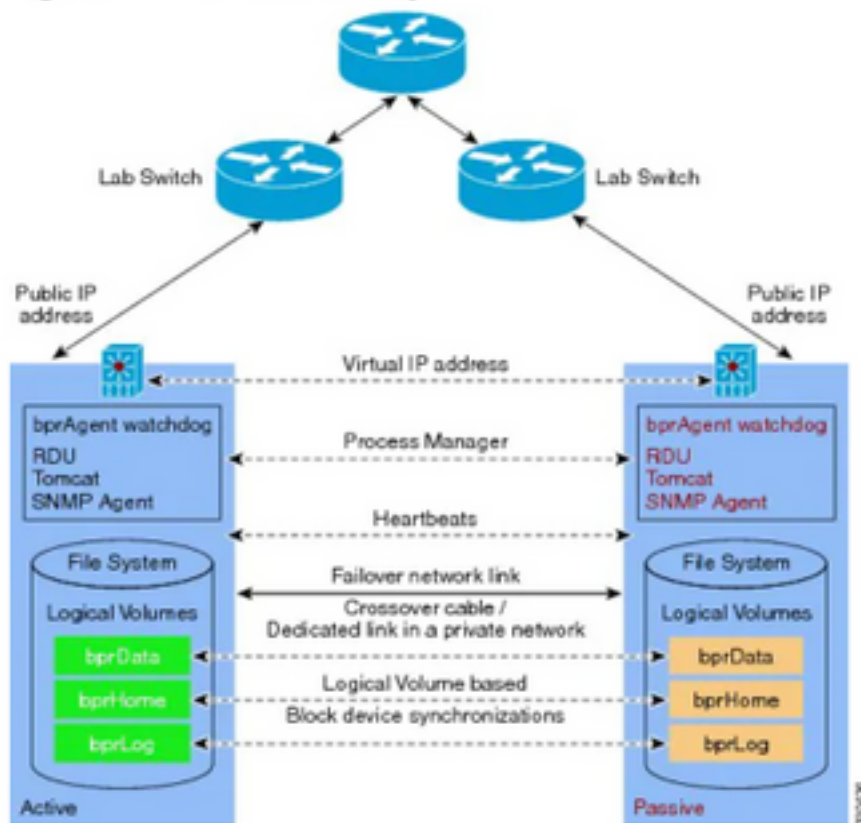 Lab Switch
Lab Switch
Public IP
address
Public IP
address
Virtual IP address
bprAgent watchdog
RDU
Tomcat
SNMP Agent
Process Manager
bprAgent watchdog
RDU
Tomcat
SNMP Agent
Heartbeats
File System
Logical Volumes
bprData
bprHome
bprLog
Failover network link
Crossover cable /
Dedicated link in a private network
Logical Volume based
Block device synchronizations
File System
Logical Volumes
bprData
bprHome
bprLog
Active
Passive